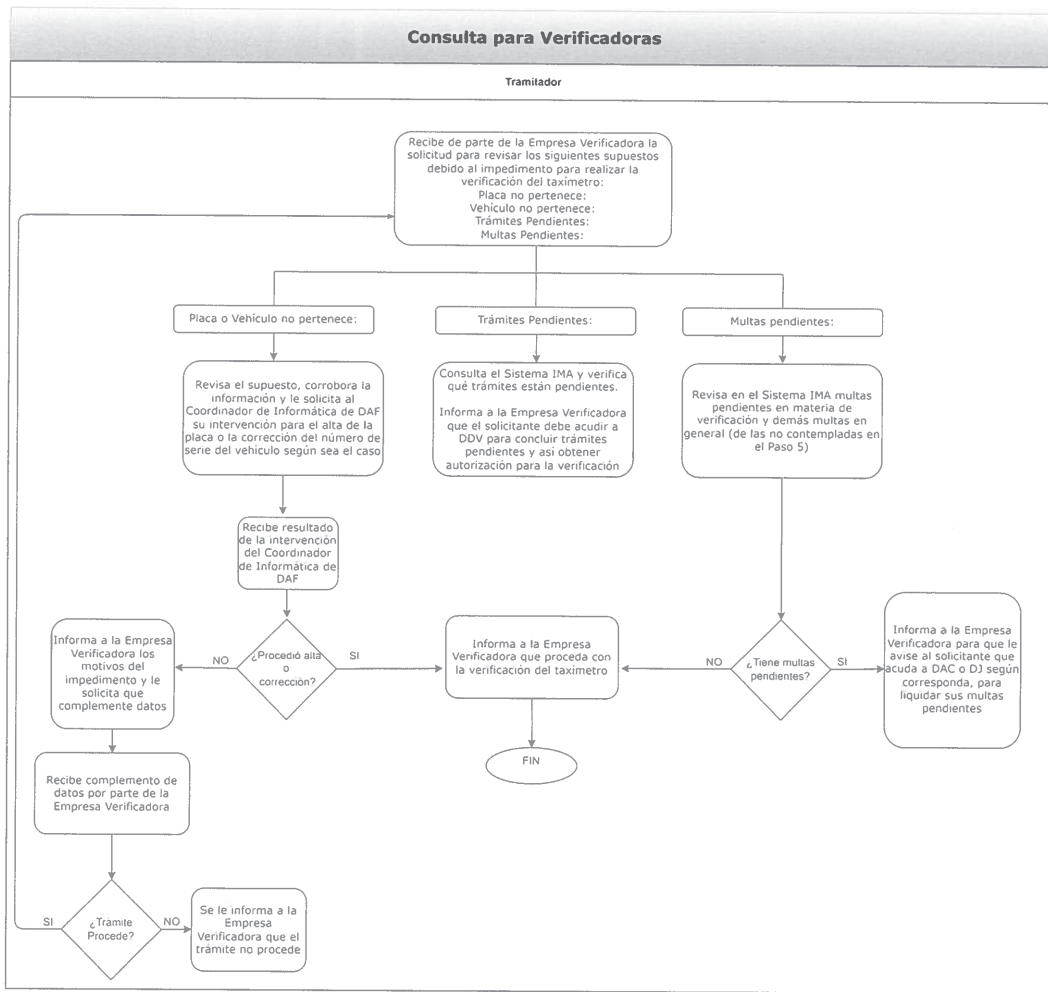 Consulta para Verificadoras
Tramitador
Recibe de parte de la Empresa Verificadora la
solicitud para revisar los siguientes supuestos
debido al impedimento para realizar la
verificación del taxímetro:
Placa no pertenece:
Vehículo no pertenece:
Trámites Pendientes:
Multas Pendientes:
Placa o Vehículo no pertenece:
Trámites Pendientes:
Multas pendientes:
Revisa el supuesto, corrobora la
información y le solicita al
Coordinador de Informática de DAF
su intervención para el alta de la
placa o la corrección del número de
serie del vehículo según sea el caso
Consulta el Sistema IMA y verifica
qué trámites están pendientes.
Informa a la Empresa Verificadora
que el solicitante debe acudir a
DDV para concluir trámites
pendientes y así obtener
autorización para la verificación
Revisa en el Sistema IMA multas
pendientes en materia de
verificación y demás multas en
general (de las no contempladas en
el Paso 5)
Recibe resultado
de la intervención
del Coordinador
de Informática de
DAF
Informa a la Empresa
Verificadora los
motivos del
impedimento y le
solicita que
complemente datos
NO
¿Procedió alta
o
corrección?
SI
Informa a la Empresa
Verificadora que proceda con
la verificación del taxímetro
NO
¿Tiene multas
pendientes?
SI
Informa a la Empresa
Verificadora para que le
avise al solicitante que
acuda a DAC o DJ según
corresponda, para
liquidar sus multas
pendientes
FIN
Recibe complemento de
datos por parte de la
Empresa Verificadora
SI
¿Trámite
Procede?
NO
Se le informa a la
Empresa
Verificadora que el
trámite no procede